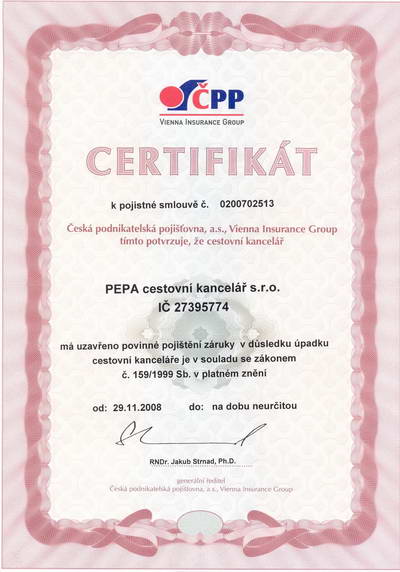 ČPP
VIENNA INSURANCE GROUP
CERTIFIKÁT
k pojistné smlouvě č. 0200702513
Česká podnikatelská pojišťovna, a.s., Vienna Insurance Group
tímto potvrzuje, že cestovní kancelář
PEPA cestovní kancelář s.r.o.
IČ 27395774
má uzavřeno povinné pojištění záruky v důsledku úpadku
cestovní kanceláře je v souladu se zákonem
č. 159/1999 Sb. v platném znění
od: 29.11.2008 do: na dobu neurčitou
RNDr. Jakub Strnad, Ph.D.
generální ředitel
Česká podnikatelská pojišťovna, a.s., Vienna Insurance Group